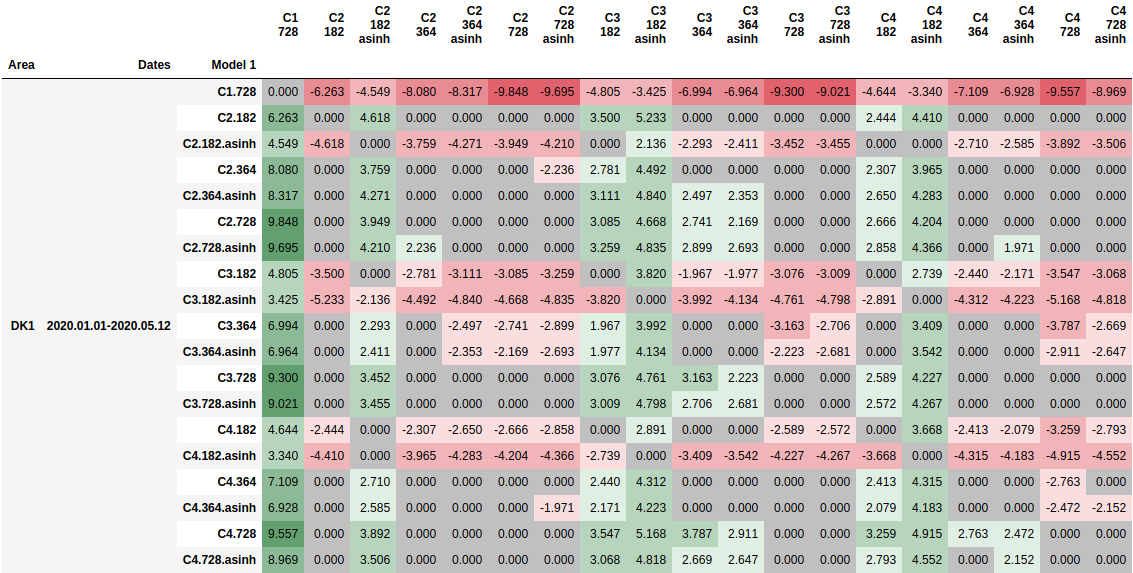 C1 728 C2 182 C2 182 asinh C2 364 C2 364 asinh C2 728 C2 728 asinh C3 182 C3 182 asinh C3 364 C3 364 asinh C3 728 C3 728 asinh C4 182 C4 182 asinh C4 364 C4 364 asinh C4 728 C4 728 asinh
Area Dates Model 1
C1.728 0.000 -6.263 -4.549 -8.080 -8.317 -9.848 -9.695 -4.805 -3.425 -6.994 -6.964 -9.300 -9.021 -4.644 -3.340 -7.109 -6.928 -9.557 -8.969
C2.182 6.263 0.000 4.618 0.000 0.000 0.000 0.000 3.500 5.233 0.000 0.000 0.000 0.000 2.444 4.410 0.000 0.000 0.000 0.000
C2.182.asinh 4.549 -4.618 0.000 -3.759 -4.271 -3.949 -4.210 0.000 2.136 -2.293 -2.411 -3.452 -3.455 0.000 0.000 -2.710 -2.585 -3.892 -3.506
C2.364 8.080 0.000 3.759 0.000 0.000 0.000 -2.236 2.781 4.492 0.000 0.000 0.000 0.000 2.307 3.965 0.000 0.000 0.000 0.000
C2.364.asinh 8.317 0.000 4.271 0.000 0.000 0.000 0.000 3.111 4.840 2.497 2.353 0.000 0.000 2.650 4.283 0.000 0.000 0.000 0.000
C2.728 9.848 0.000 3.949 0.000 0.000 0.000 0.000 3.085 4.668 2.741 2.169 0.000 0.000 2.666 4.204 0.000 0.000 0.000 0.000
C2.728.asinh 9.695 0.000 4.210 2.236 0.000 0.000 0.000 3.259 4.835 2.899 2.693 0.000 0.000 2.858 4.366 0.000 1.971 0.000 0.000
C3.182 4.805 -3.500 0.000 -2.781 -3.111 -3.085 -3.259 0.000 3.820 -1.967 -1.977 -3.076 -3.009 0.000 2.739 -2.440 -2.171 -3.547 -3.068
C3.182.asinh 3.425 -5.233 -2.136 -4.492 -4.840 -4.668 -4.835 -3.820 0.000 -3.992 -4.134 -4.761 -4.798 -2.891 0.000 -4.312 -4.223 -5.168 -4.818
DK1 2020.01.01-2020.05.12 C3.364 6.994 0.000 2.293 0.000 -2.497 -2.741 -2.899 1.967 3.992 0.000 0.000 -3.163 -2.706 0.000 3.409 0.000 0.000 -3.787 -2.669
C3.364.asinh 6.964 0.000 2.411 0.000 -2.353 -2.169 -2.693 1.977 4.134 0.000 0.000 -2.223 -2.681 0.000 3.542 0.000 0.000 -2.911 -2.647
C3.728 9.300 0.000 3.452 0.000 0.000 0.000 0.000 3.076 4.761 3.163 2.223 0.000 0.000 2.589 4.227 0.000 0.000 0.000 0.000
C3.728.asinh 9.021 0.000 3.455 0.000 0.000 0.000 0.000 3.009 4.798 2.706 2.681 0.000 0.000 2.572 4.267 0.000 0.000 0.000 0.000
C4.182 4.644 -2.444 0.000 -2.307 -2.650 -2.666 -2.858 0.000 2.891 0.000 0.000 -2.589 -2.572 0.000 3.668 -2.413 -2.079 -3.259 -2.793
C4.182.asinh 3.340 -4.410 0.000 -3.965 -4.283 -4.204 -4.366 -2.739 0.000 -3.409 -3.542 -4.227 -4.267 -3.668 0.000 -4.315 -4.183 -4.915 -4.552
C4.364 7.109 0.000 2.710 0.000 0.000 0.000 0.000 2.440 4.312 0.000 0.000 0.000 0.000 2.413 4.315 0.000 0.000 -2.763 0.000
C4.364.asinh 6.928 0.000 2.585 0.000 0.000 0.000 -1.971 2.171 4.223 0.000 0.000 0.000 0.000 2.079 4.183 0.000 0.000 -2.472 -2.152
C4.728 9.557 0.000 3.892 0.000 0.000 0.000 0.000 3.547 5.168 3.787 2.911 0.000 0.000 3.259 4.915 2.763 2.472 0.000 0.000
C4.728.asinh 8.969 0.000 3.506 0.000 0.000 0.000 0.000 3.068 4.818 2.669 2.647 0.000 0.000 2.793 4.552 0.000 2.152 0.000 0.000